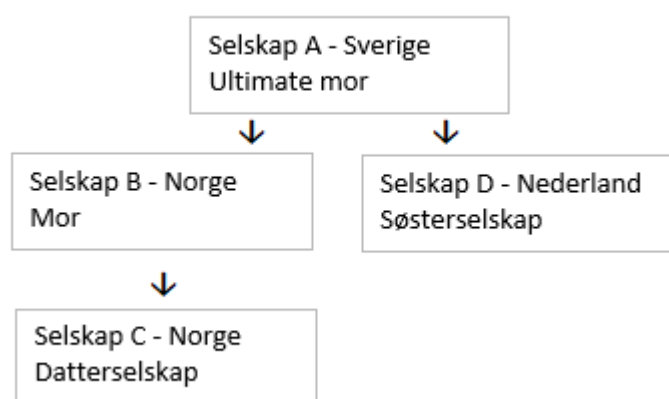 Selskap A - Sverige
Ultimate mor
Selskap B - Norge
Mor
Selskap D - Nederland
Søsterselskap
Selskap C - Norge
Datterselskap